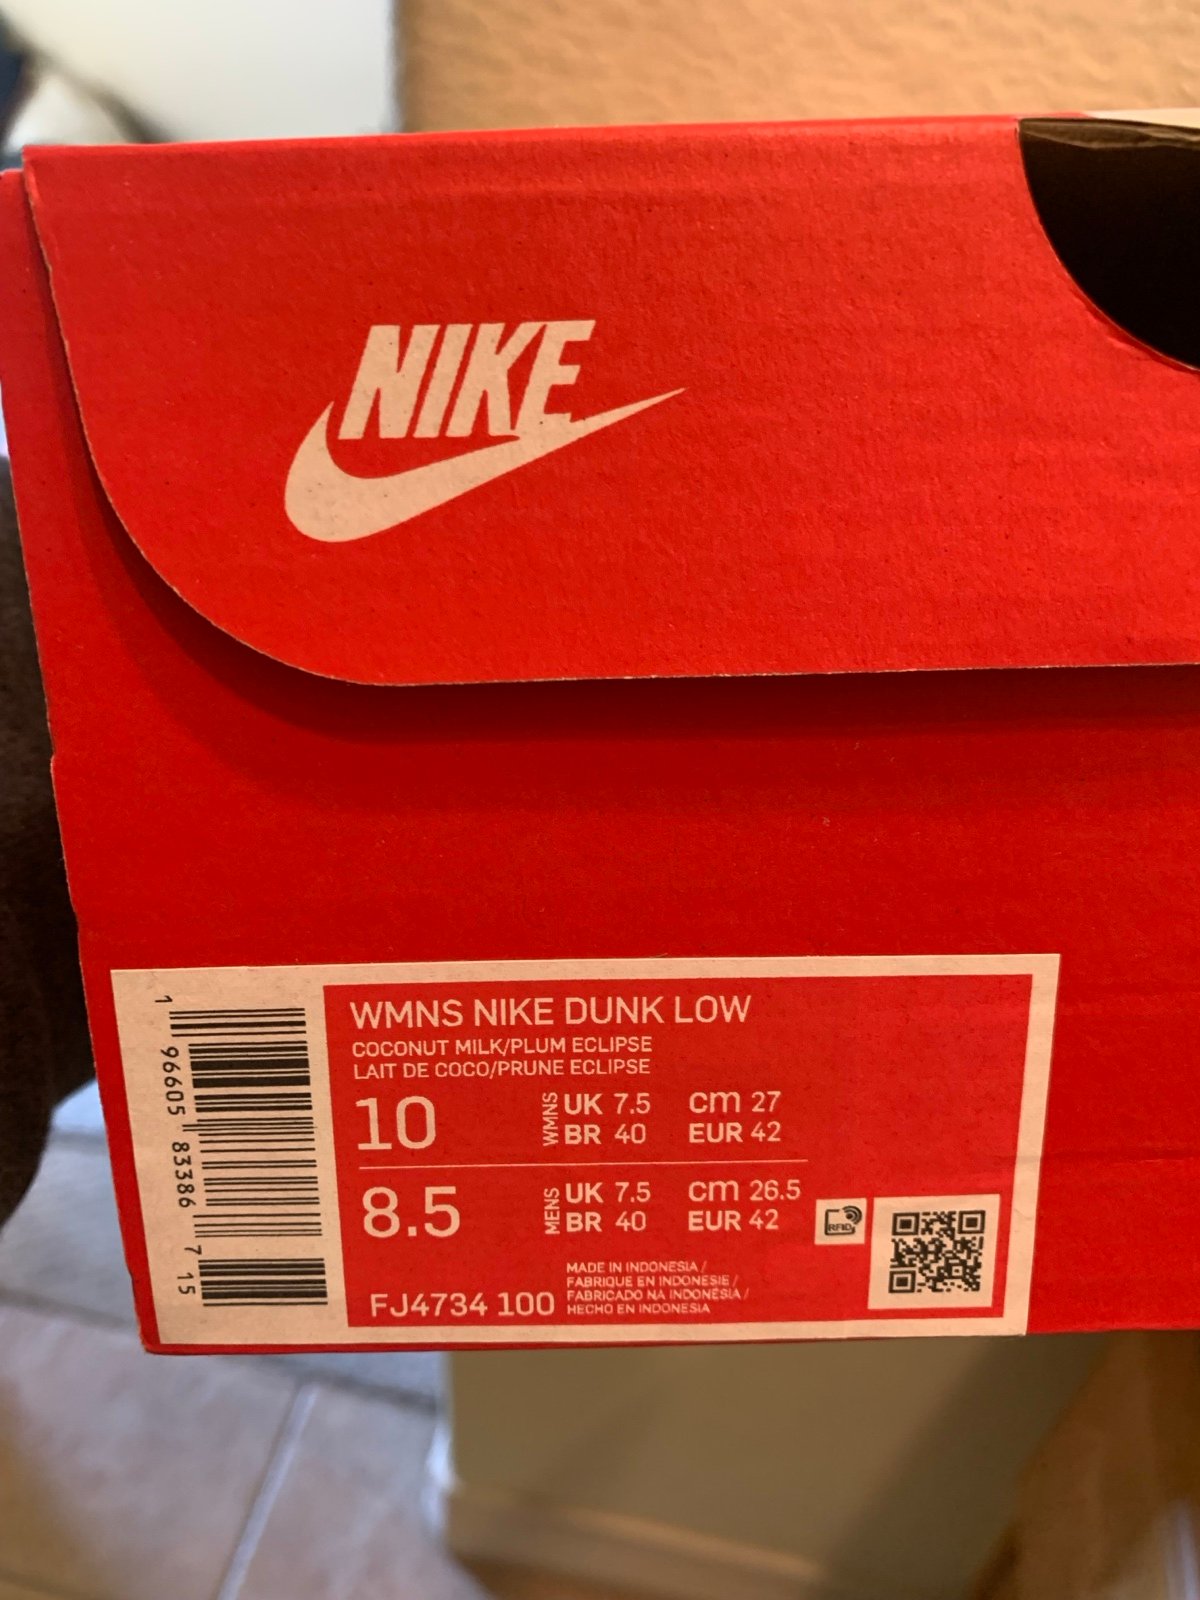 NIKE
WMNS NIKE DUNK LOW
COCONUT MILK/PLUM ECLIPSE
LAIT DE COCO/PRUNE ECLIPSE
10 WMNS UK 7.5 CM 27
BR 40 EUR 42
8.5 MENS UK 7.5 CM 26.5
BR 40 EUR 42
RFID
FJ4734 100
MADE IN INDONESIA /
FABRIQUE EN INDONESIE /
FABRICADO NA INDONÉSIA /
HECHO EN INDONESIA
1 96605 83386 7 15